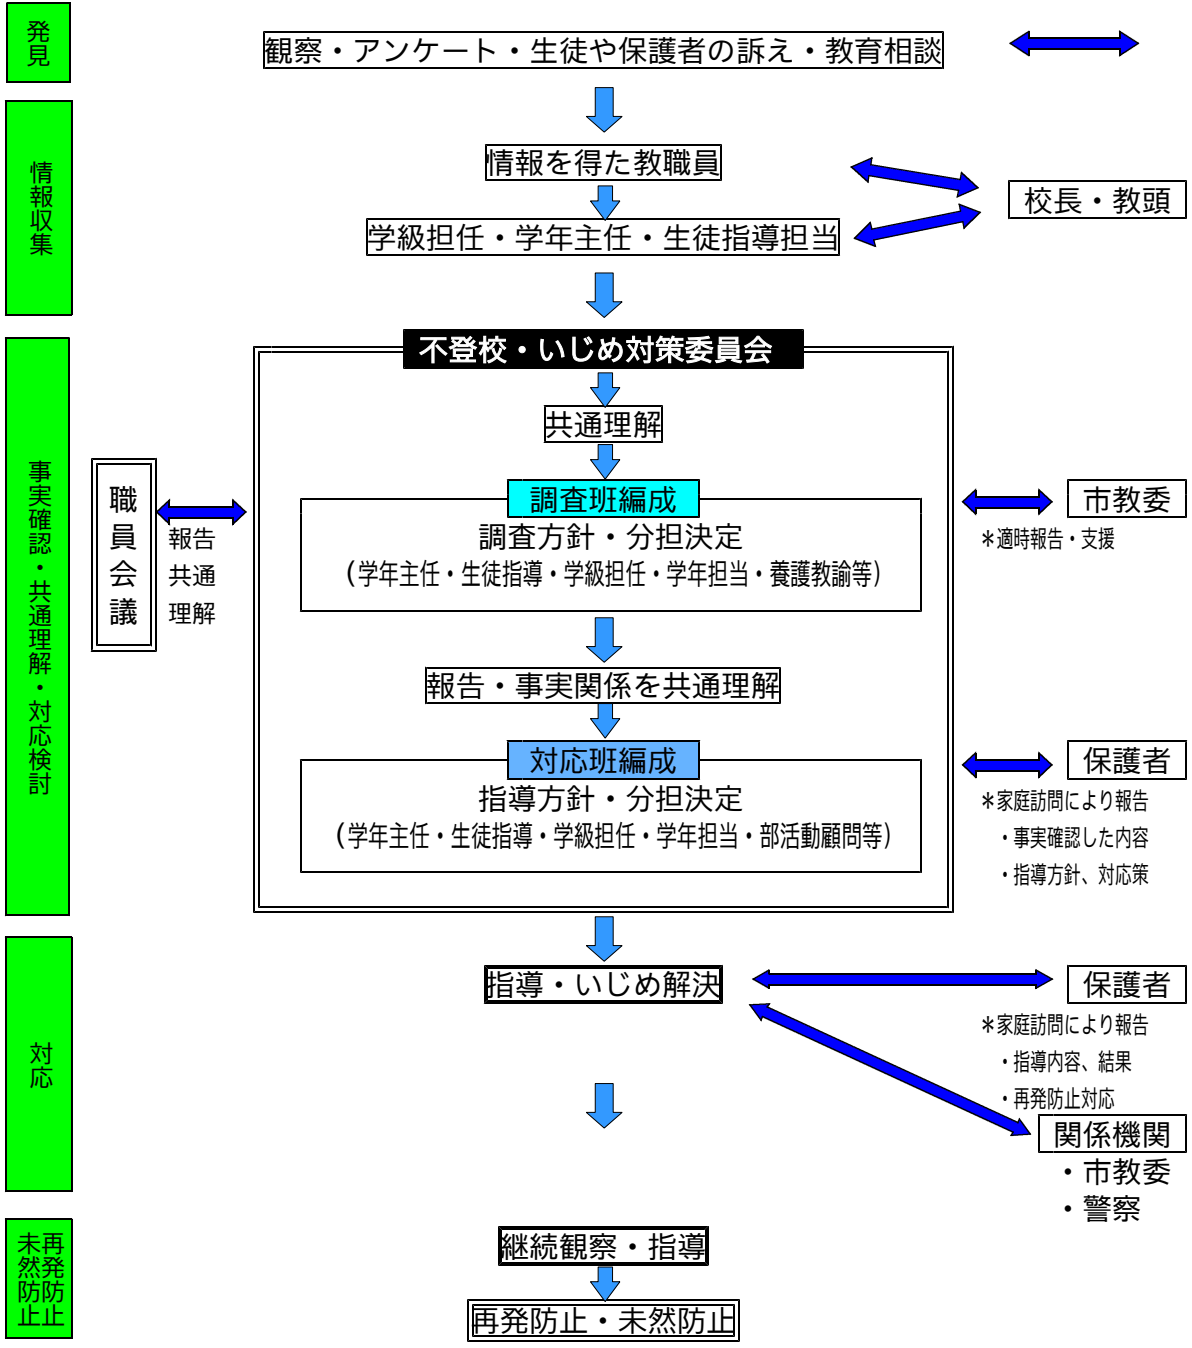 発見
観察・アンケート・生徒や保護者の訴え・教育相談
情報収集
情報を得た教職員
校長・教頭
学級担任・学年主任・生徒指導担当
事実確認・共通理解・対応検討
不登校・いじめ対策委員会
共通理解
職員会議
報告
共通
理解
調査班編成
調査方針・分担決定
(学年主任・生徒指導・学級担任・学年担当・養護教諭等)
市教委
＊適時報告・支援
報告・事実関係を共通理解
対応班編成
指導方針・分担決定
(学年主任・生徒指導・学級担任・学年担当・部活動顧問等)
保護者
＊家庭訪問により報告
・事実確認した内容
・指導方針、対応策
対応
指導・いじめ解決
保護者
＊家庭訪問により報告
・指導内容、結果
・再発防止対応
関係機関
・市教委
・警察
再発防止
未然防止
継続観察・指導
再発防止・未然防止